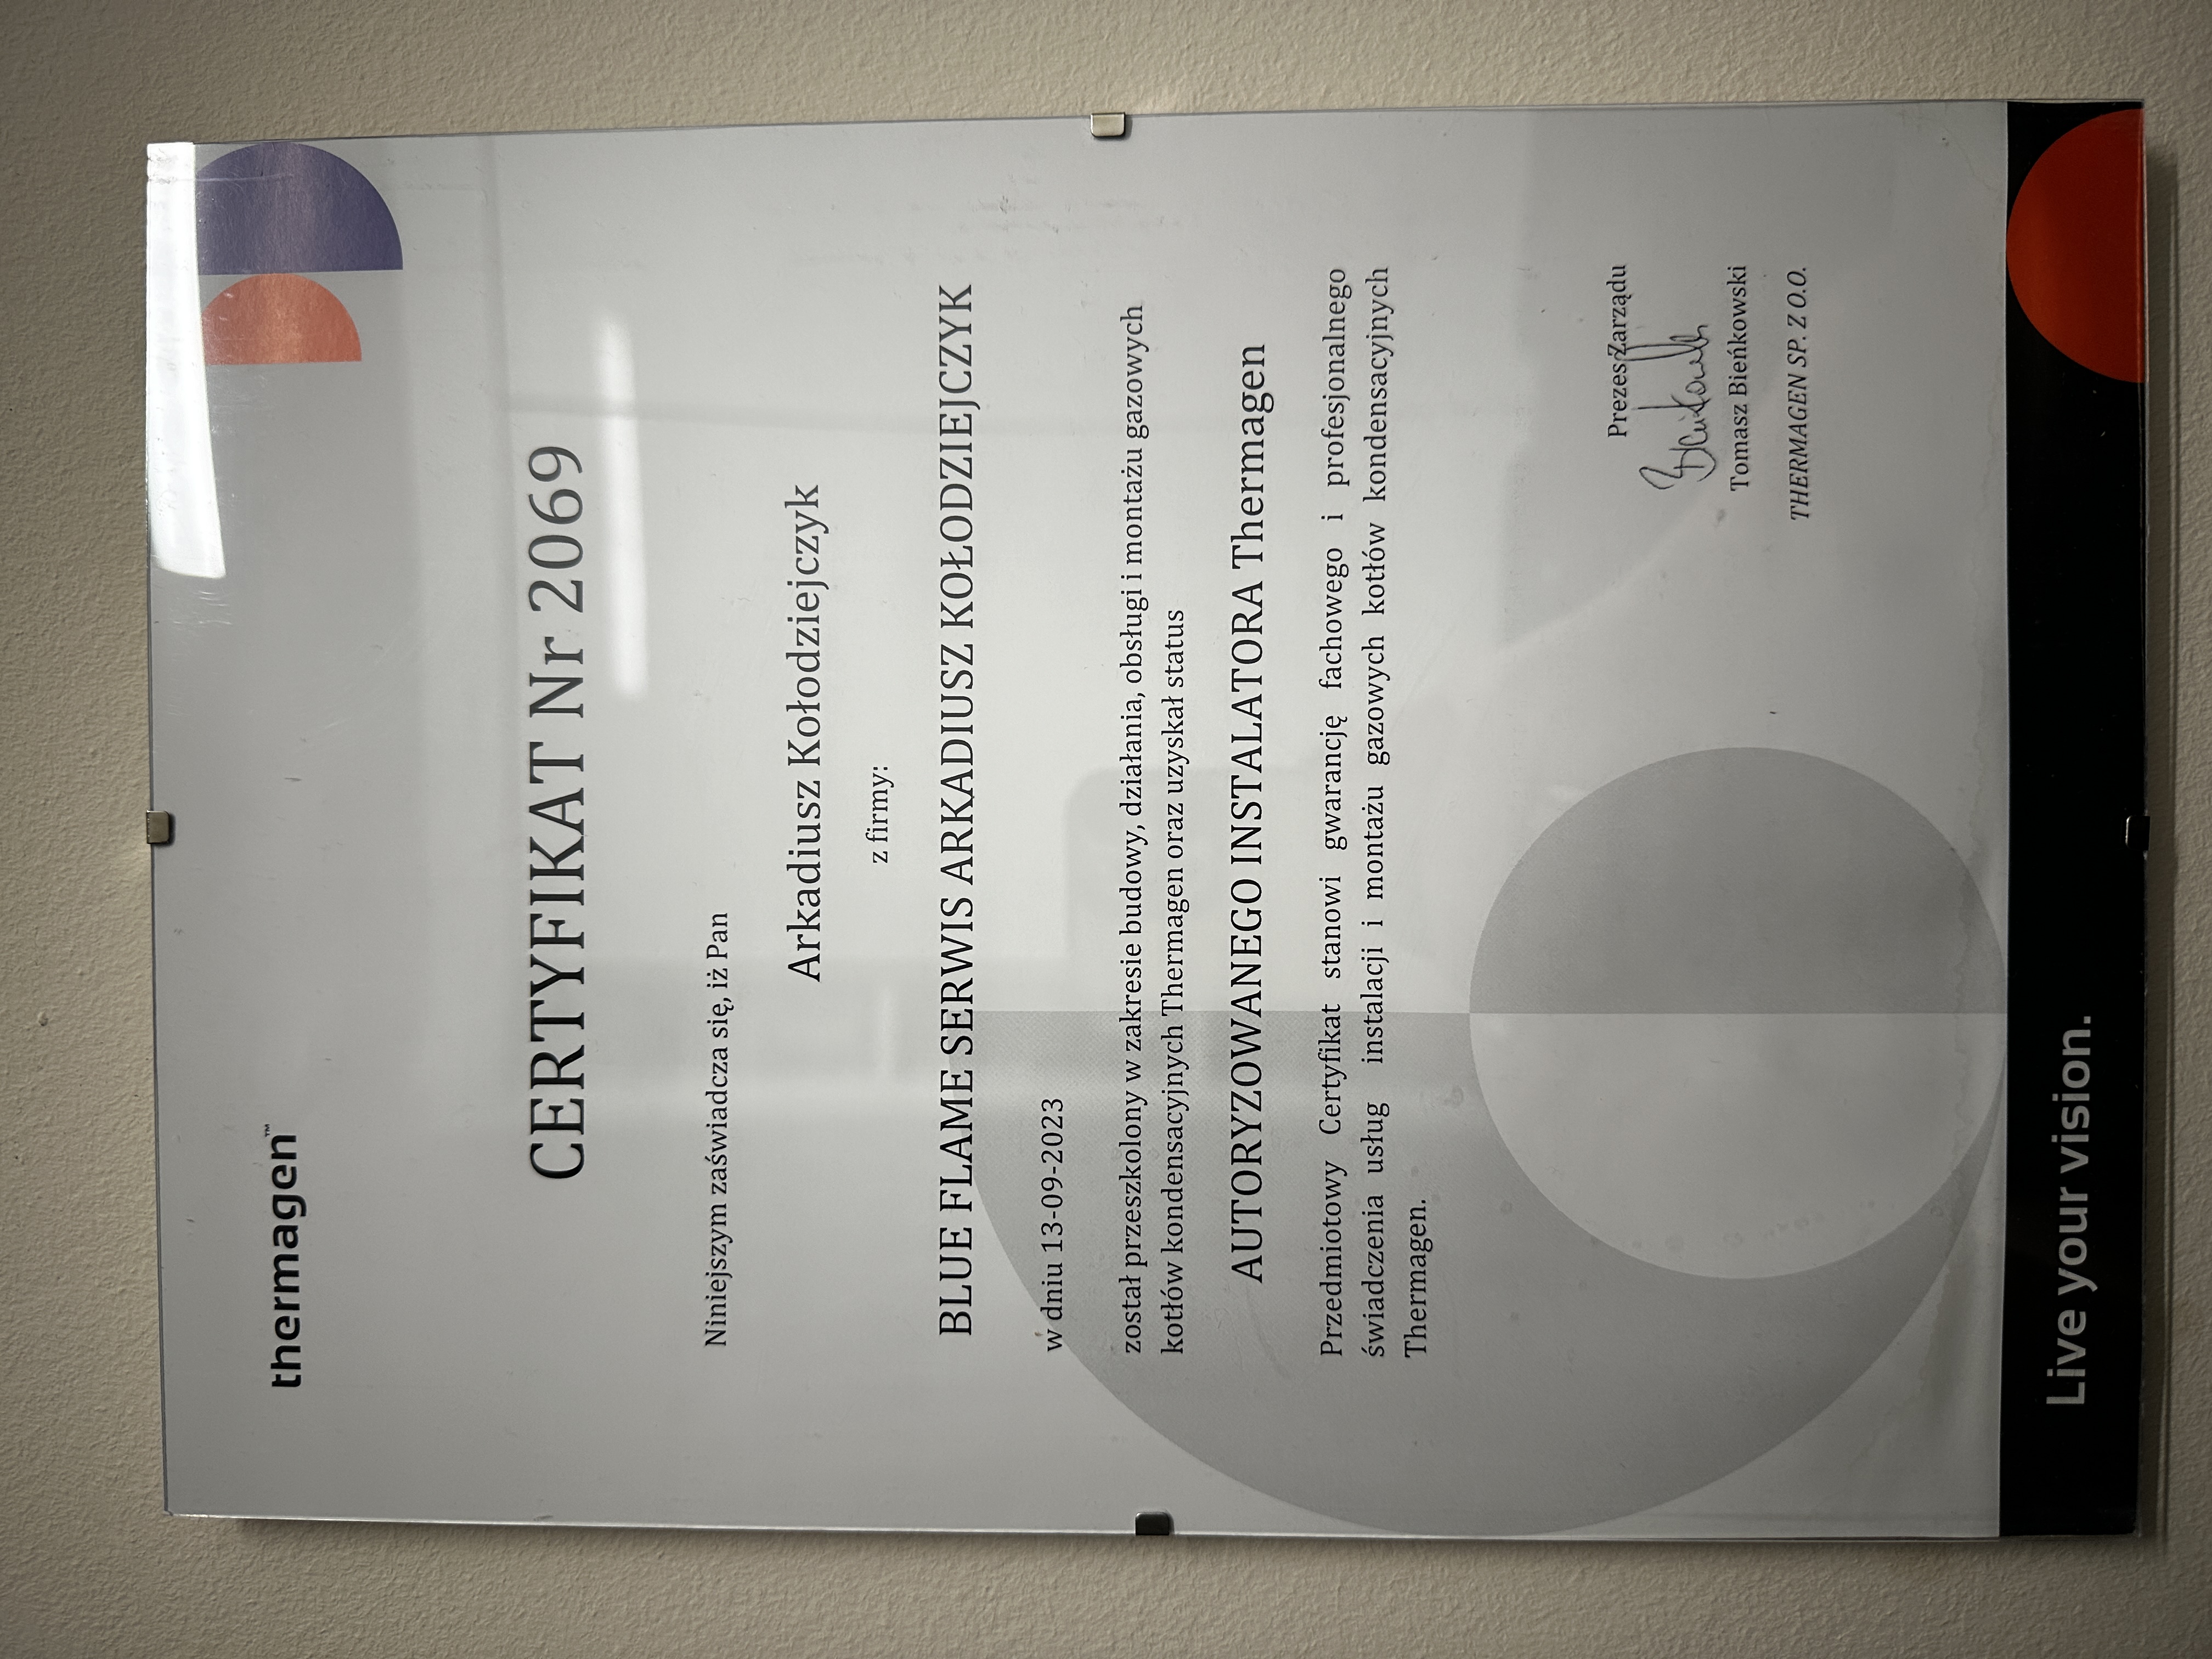 thermagen™
CERTYFIKAT Nr 2069
Niniejszym zaświadcza się, iż Pan
Arkadiusz Kołodziejczyk
z firmy:
BLUE FLAME SERWIS ARKADIUSZ KOŁODZIEJCZYK
w dniu 13-09-2023
został przeszkolony w zakresie budowy, działania, obsługi i montażu gazowych
kotłów kondensacyjnych Thermagen oraz uzyskał status
AUTORYZOWANEGO INSTALATORA Thermagen
Przedmiotowy Certyfikat stanowi gwarancję fachowego i profesjonalnego
świadczenia usług instalacji i montażu gazowych kotłów kondensacyjnych
Thermagen.
Prezes Zarządu
Tomasz Bieńkowski
THERMAGEN SP. Z O.O.
Live your vision.